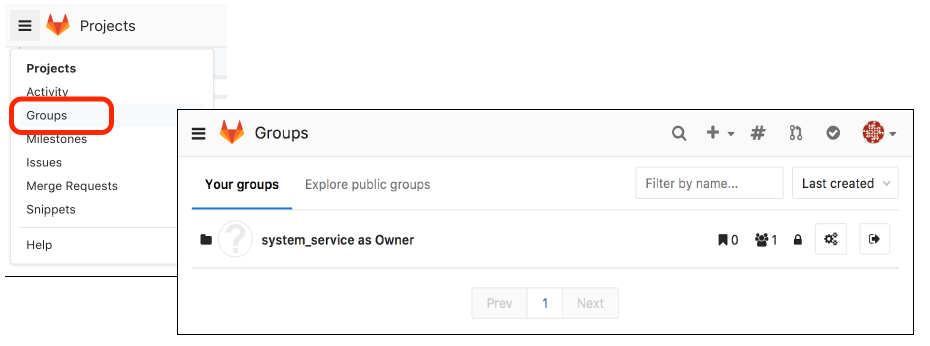 Projects
Projects
Activity
Groups
Milestones
Issues
Merge Requests
Snippets
Help
Groups
Your groups Explore public groups Filter by name... Last created
system_service as Owner 0 1
Prev 1 Next